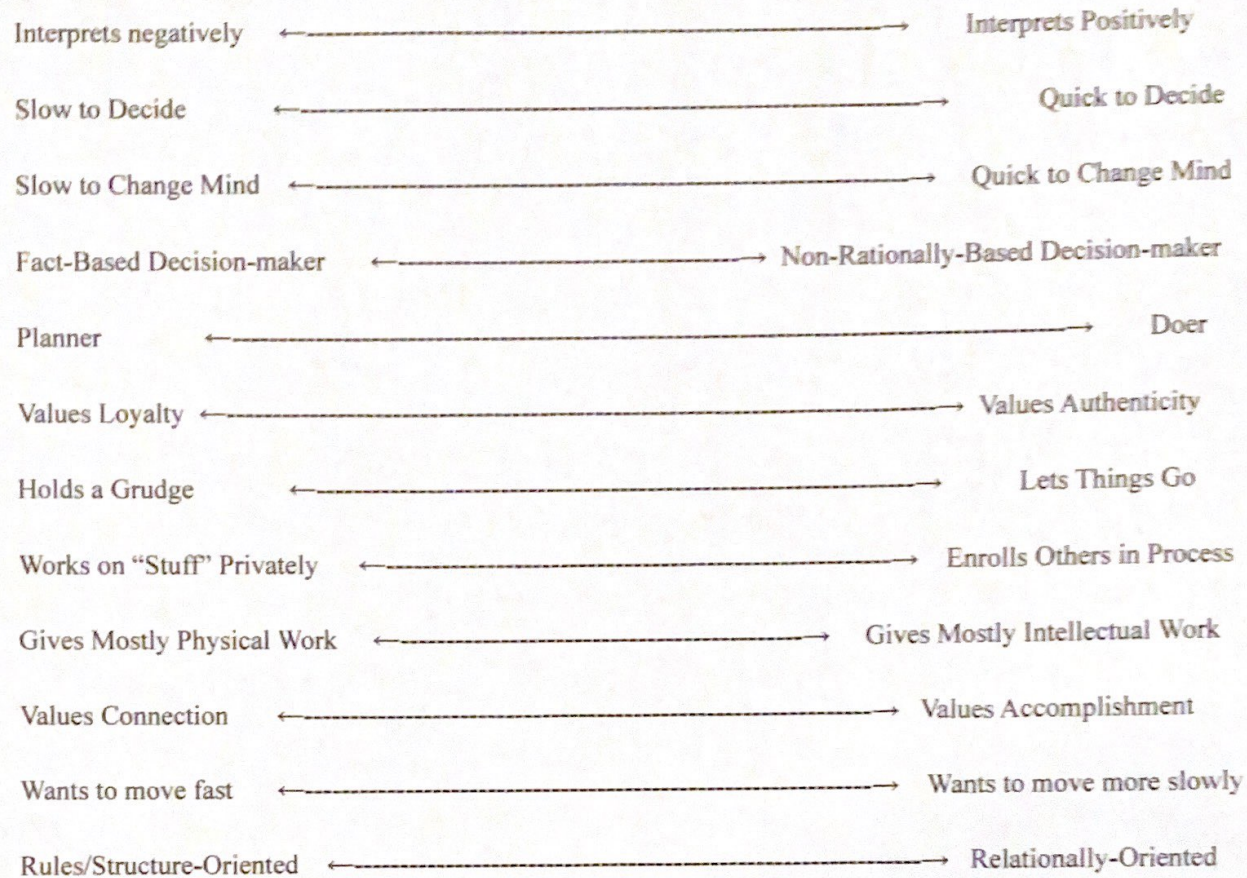 Interprets negatively ←--------------------→ Interprets Positively
Slow to Decide ←--------------------→ Quick to Decide
Slow to Change Mind ←--------------------→ Quick to Change Mind
Fact-Based Decision-maker ←--------------------→ Non-Rationally-Based Decision-maker
Planner ←--------------------→ Doer
Values Loyalty ←--------------------→ Values Authenticity
Holds a Grudge ←--------------------→ Lets Things Go
Works on “Stuff” Privately ←--------------------→ Enrolls Others in Process
Gives Mostly Physical Work ←--------------------→ Gives Mostly Intellectual Work
Values Connection ←--------------------→ Values Accomplishment
Wants to move fast ←--------------------→ Wants to move more slowly
Rules/Structure-Oriented ←--------------------→ Relationally-Oriented